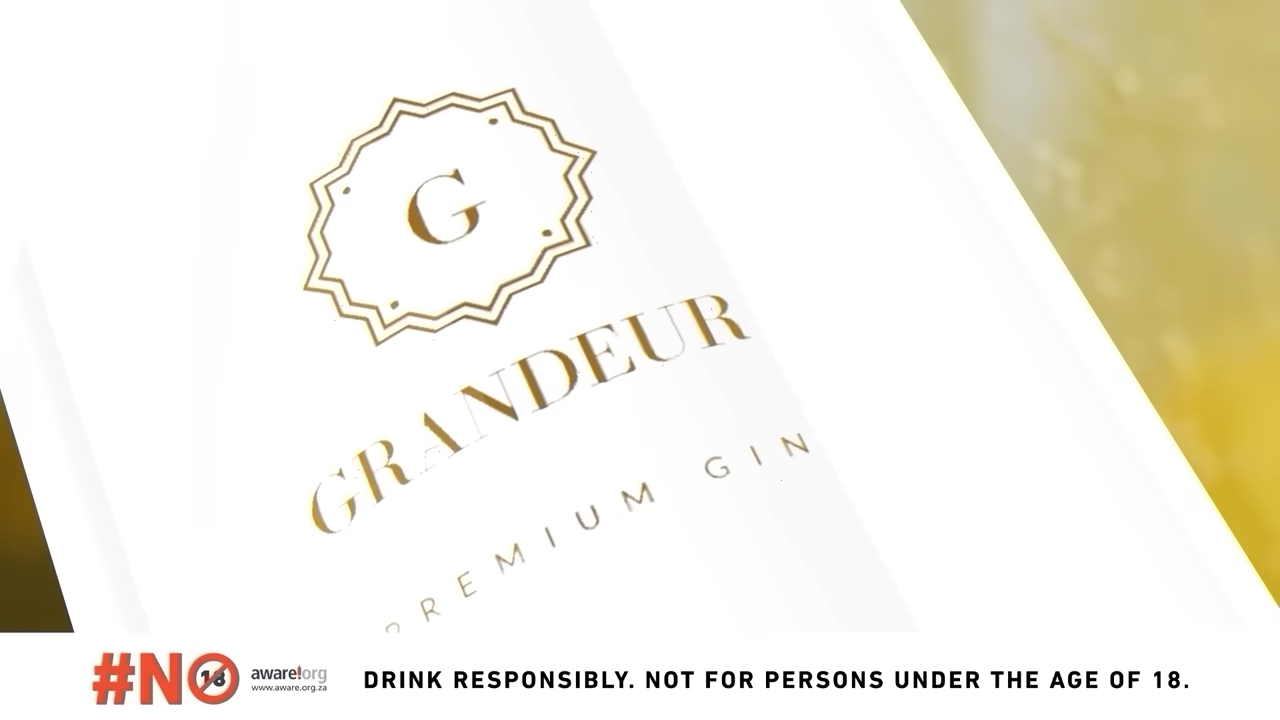 G
GRANDEUR
PREMIUM GIN
#NO 18
aware!org
www.aware.org.za
DRINK RESPONSIBLY. NOT FOR PERSONS UNDER THE AGE OF 18.